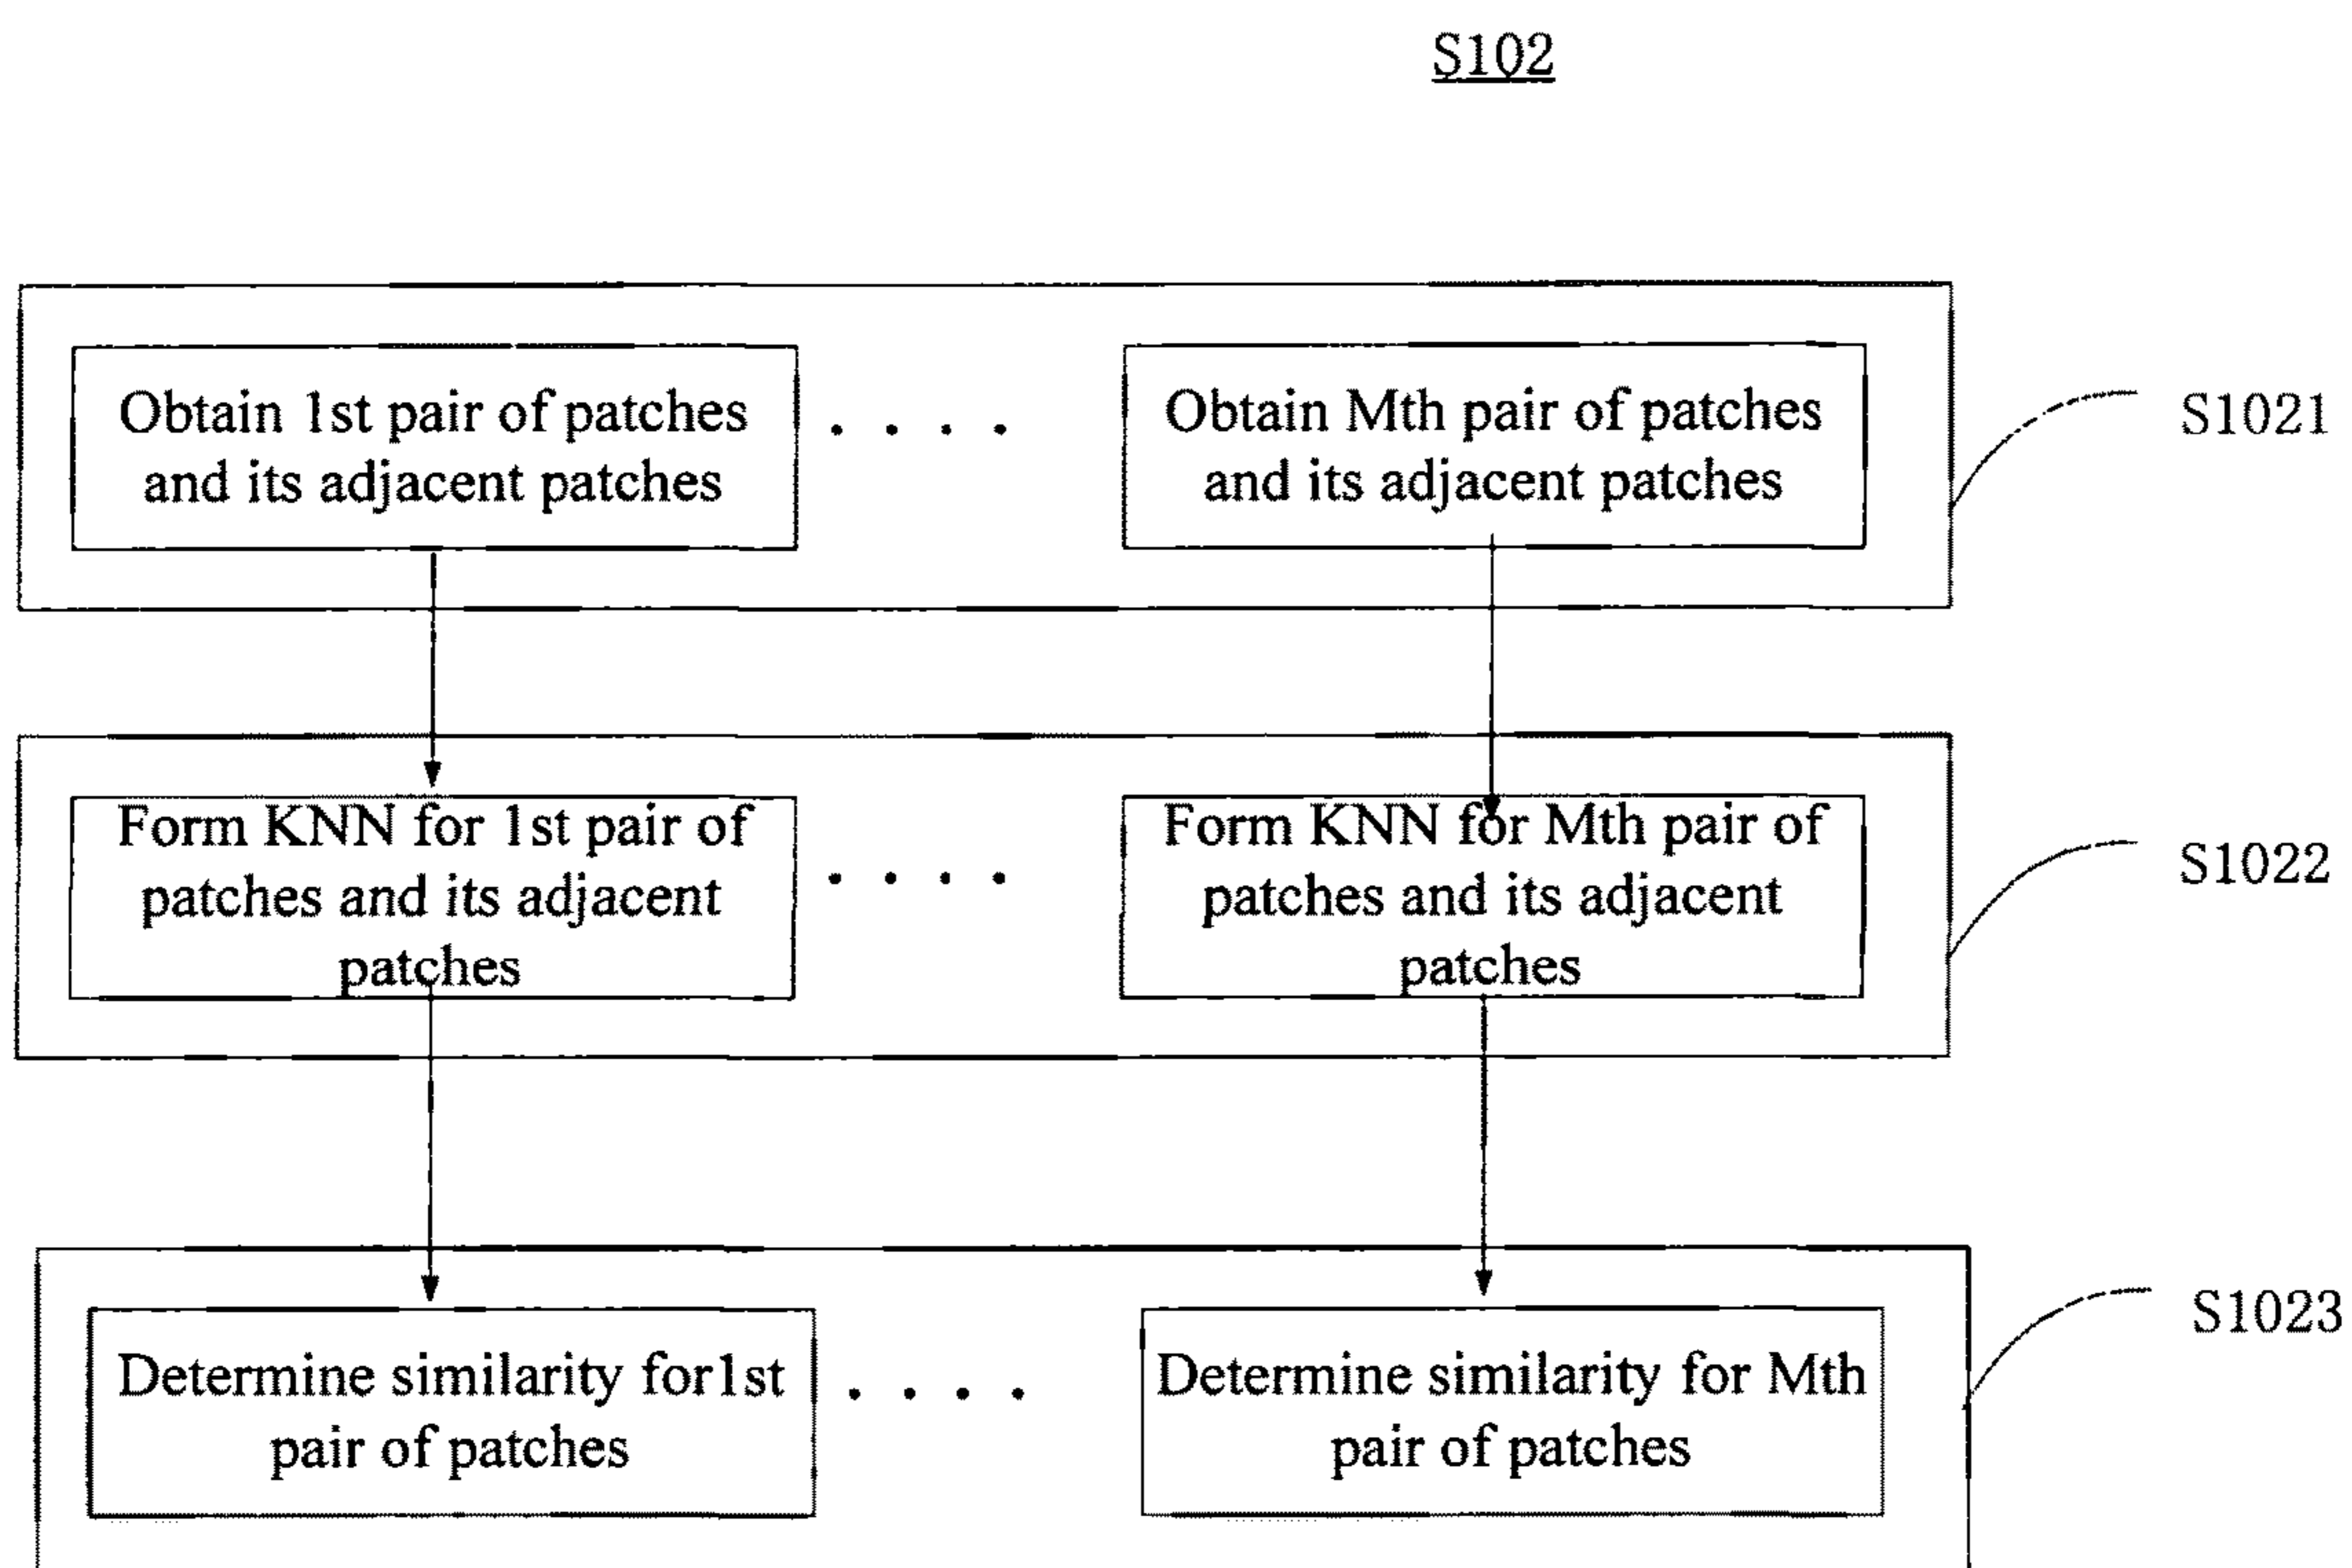 S102
Obtain 1st pair of patches
and its adjacent patches
. . . .
Obtain Mth pair of patches
and its adjacent patches
S1021
Form KNN for 1st pair of
patches and its adjacent
patches
. . . .
Form KNN for Mth pair of
patches and its adjacent
patches
S1022
Determine similarity for1st
pair of patches
. . . .
Determine similarity for Mth
pair of patches
S1023